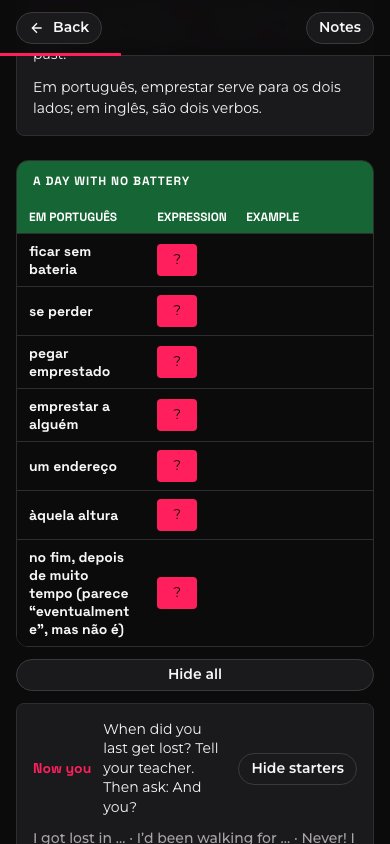 ← Back
Notes
past.
Em português, emprestar serve para os dois
lados; em inglês, são dois verbos.
A DAY WITH NO BATTERY
EM PORTUGUÊS EXPRESSION EXAMPLE
ficar sem
bateria
?
se perder
?
pegar
emprestado
?
emprestar a
alguém
?
um endereço
?
àquela altura
?
no fim, depois
de muito
tempo (parece
“eventualment
e”, mas não é)
?
Hide all
Now you
When did you
last get lost? Tell
your teacher.
Then ask: And
you?
Hide starters
I got lost in ... · I’d been walking for ... · Never! I